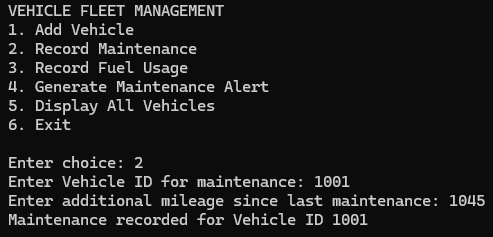 VEHICLE FLEET MANAGEMENT
1. Add Vehicle
2. Record Maintenance
3. Record Fuel Usage
4. Generate Maintenance Alert
5. Display All Vehicles
6. Exit
Enter choice: 2
Enter Vehicle ID for maintenance: 1001
Enter additional mileage since last maintenance: 1045
Maintenance recorded for Vehicle ID 1001